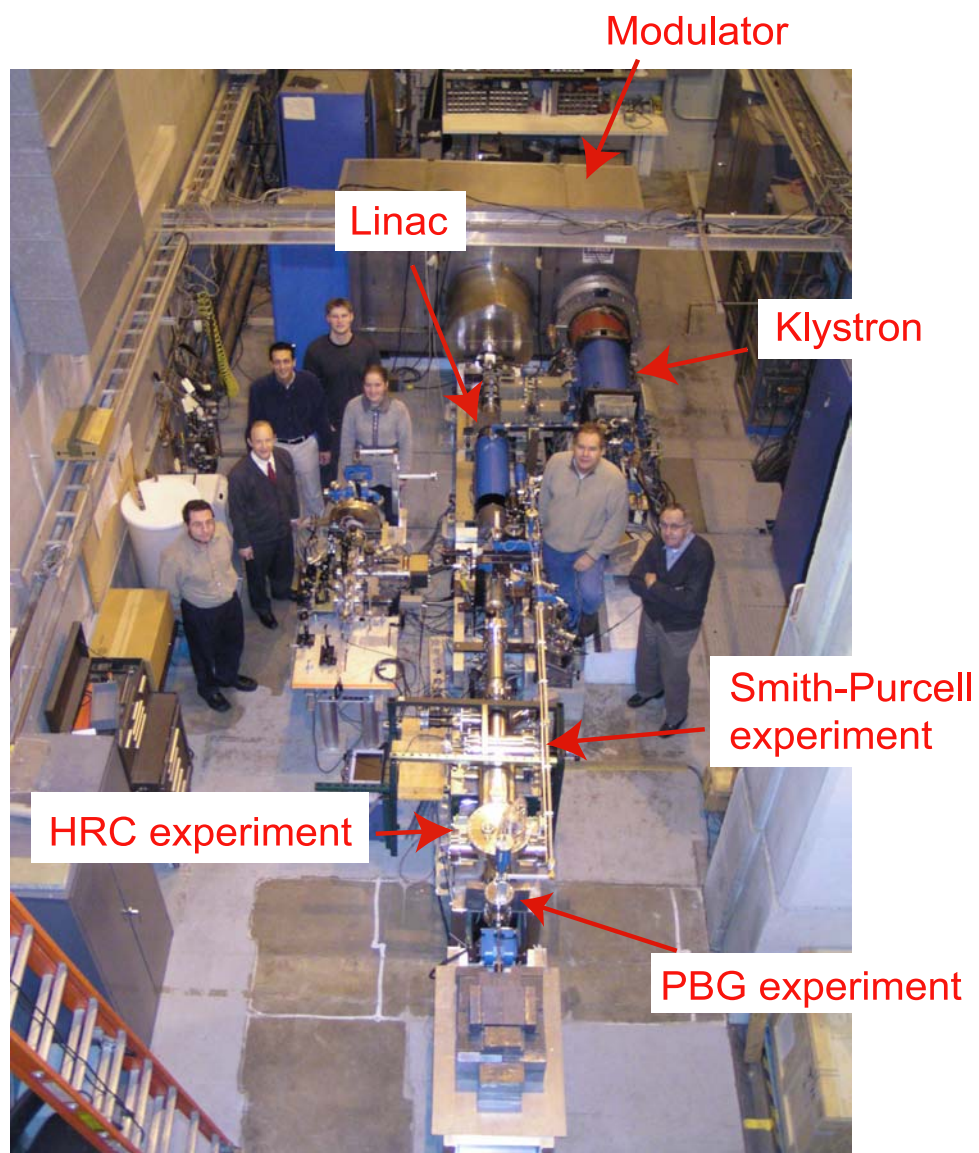 Modulator
Linac
Klystron
Smith-Purcell
experiment
HRC experiment
PBG experiment